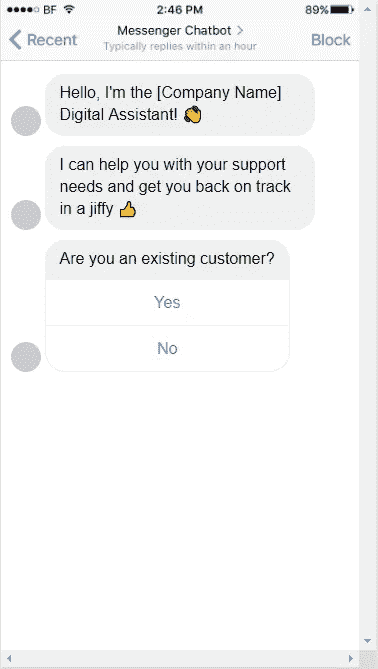 BF 2:46 PM 89%
Recent Messenger Chatbot Block
Typically replies within an hour
Hello, I'm the [Company Name]
Digital Assistant! 👏
I can help you with your support
needs and get you back on track
in a jiffy 👍
Are you an existing customer?
Yes
No